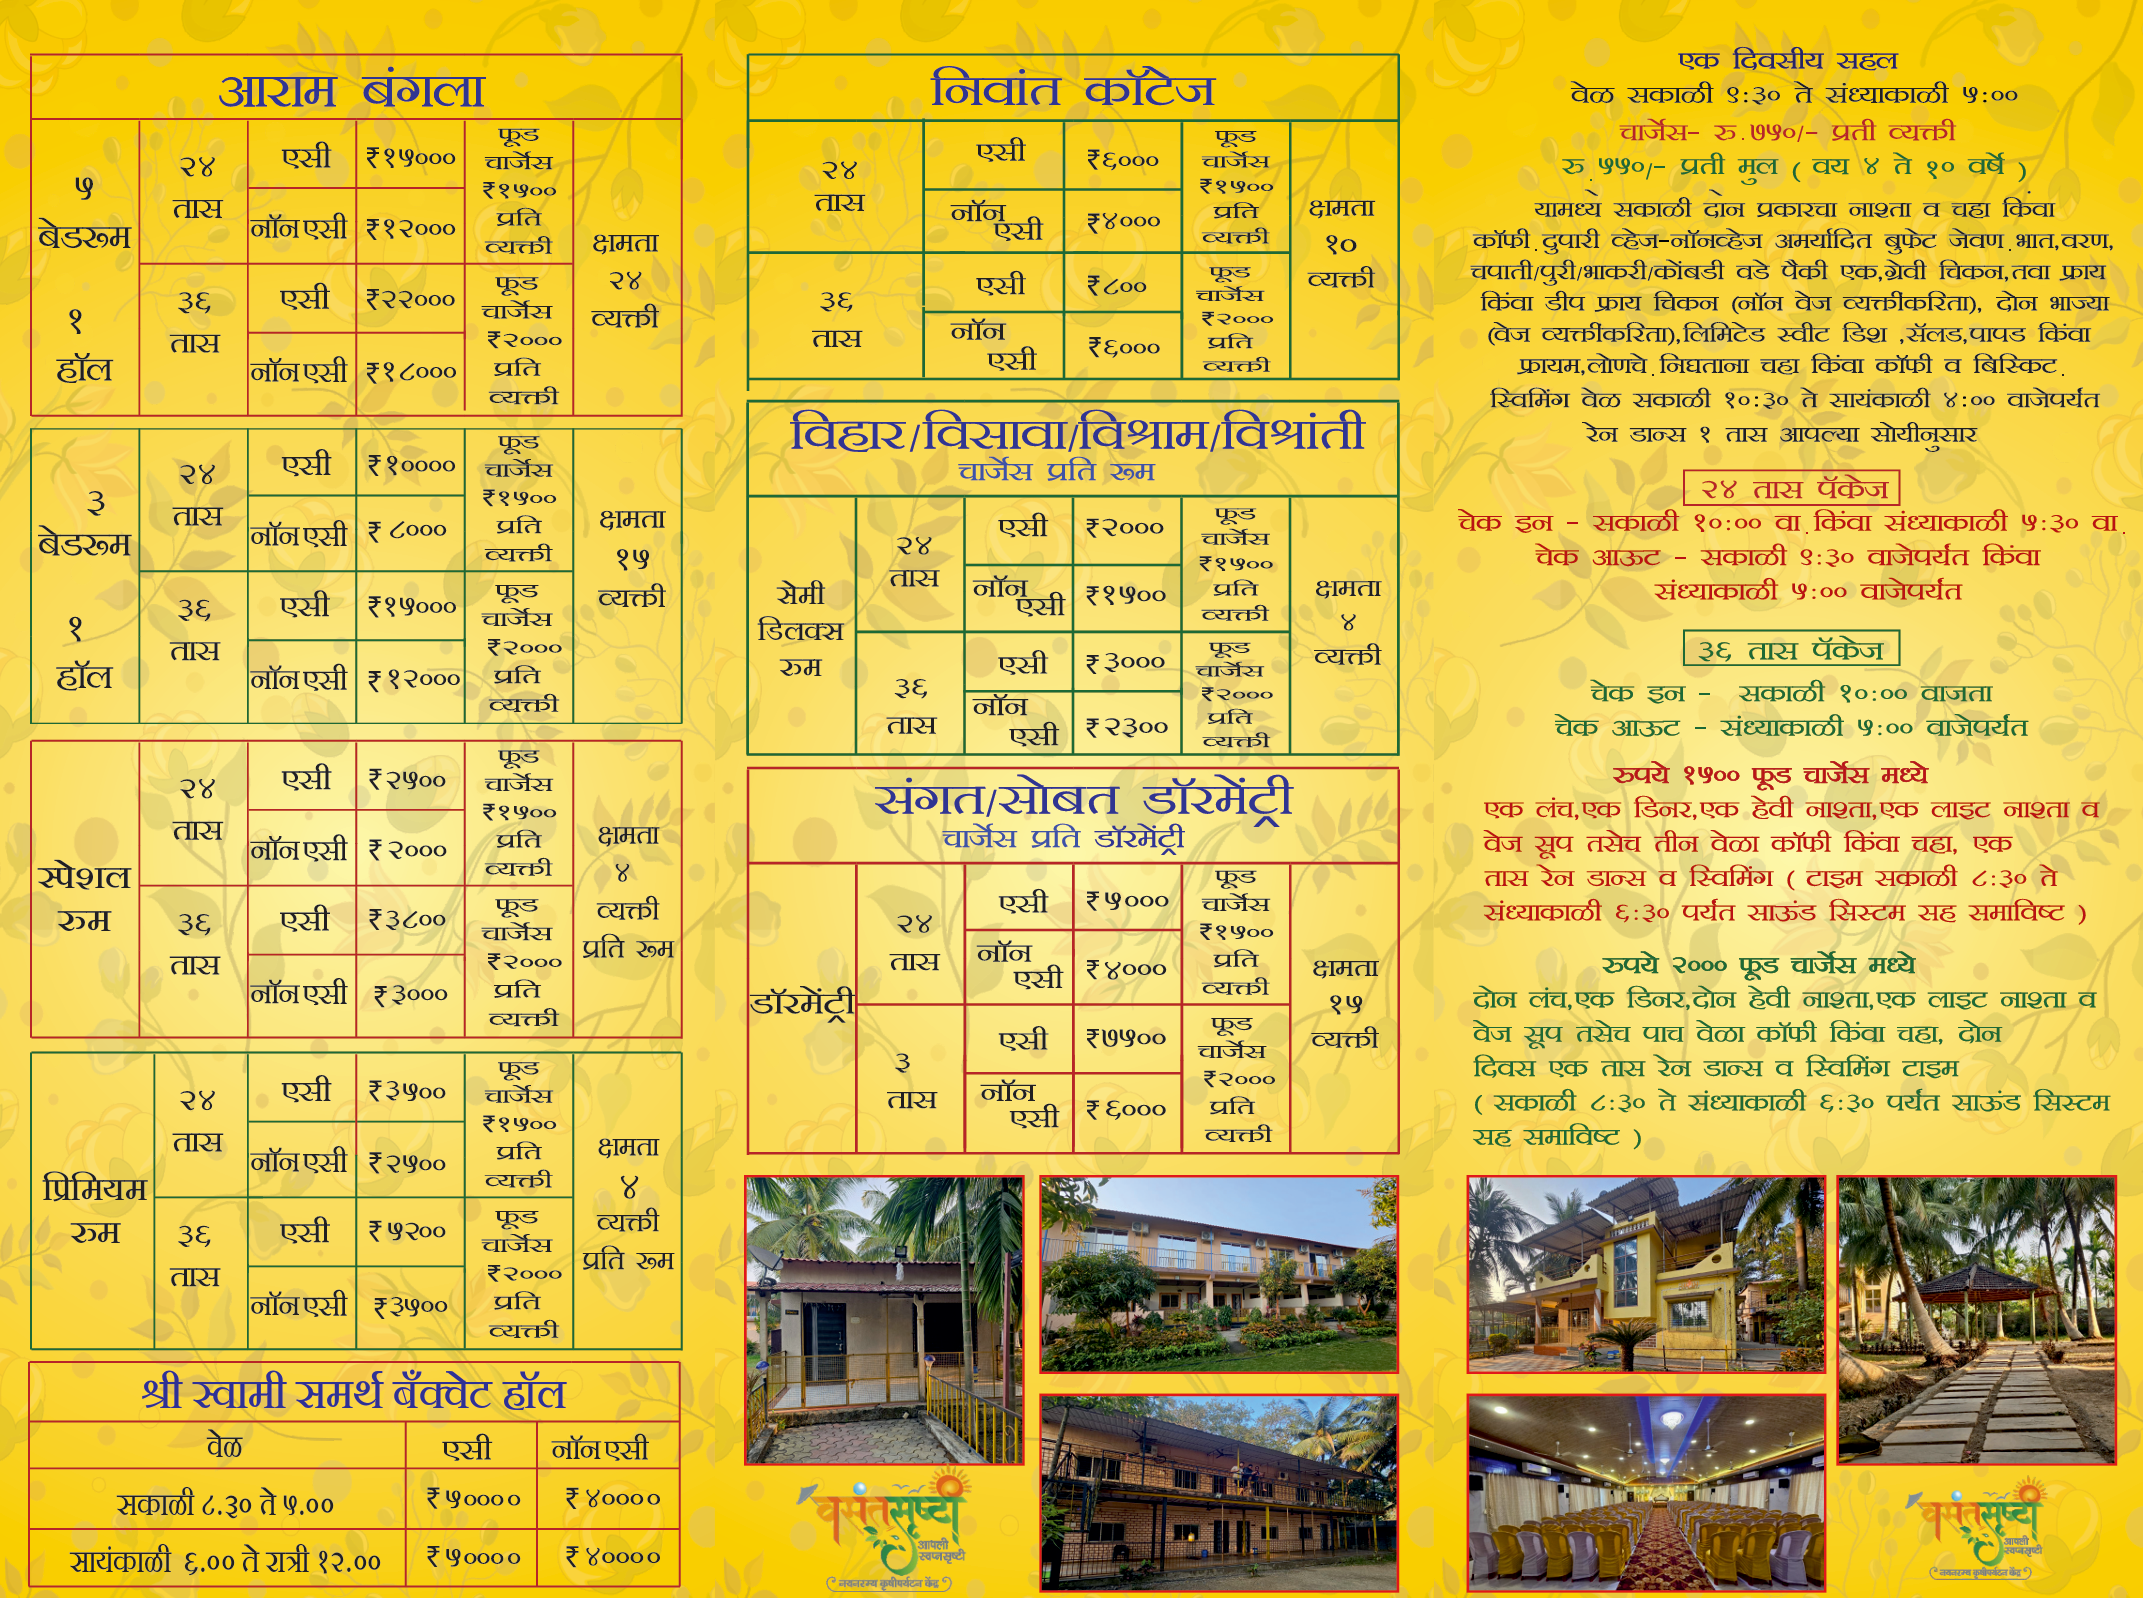 आराम बंगला
५
बेडरूम
१
हॉल
२४
तास
एसी
₹१५०००
नॉनएसी
₹१२०००
फूड
चार्जेस
₹१५००
प्रति
व्यक्ती
३६
तास
एसी
₹२२०००
नॉनएसी
₹१८०००
फूड
चार्जेस
₹२०००
प्रति
व्यक्ती
क्षमता
२४
व्यक्ती
३
बेडरूम
१
हॉल
२४
तास
एसी
₹१००००
नॉनएसी
₹ ८०००
फूड
चार्जेस
₹१५००
प्रति
व्यक्ती
३६
तास
एसी
₹१५०००
नॉनएसी
₹१२०००
फूड
चार्जेस
₹२०००
प्रति
व्यक्ती
क्षमता
१५
व्यक्ती
स्पेशल
रुम
२४
तास
एसी
₹२५००
नॉनएसी
₹२०००
फूड
चार्जेस
₹१५००
प्रति
व्यक्ती
३६
तास
एसी
₹३८००
नॉनएसी
₹३०००
फूड
चार्जेस
₹२०००
प्रति
व्यक्ती
क्षमता
४
व्यक्ती
प्रति रूम
प्रिमियम
रुम
२४
तास
एसी
₹३५००
नॉनएसी
₹२५००
फूड
चार्जेस
₹१५००
प्रति
व्यक्ती
३६
तास
एसी
₹५२००
नॉनएसी
₹३५००
फूड
चार्जेस
₹२०००
प्रति
व्यक्ती
क्षमता
४
व्यक्ती
प्रति रूम
श्री स्वामी समर्थ बँक्वेट हॉल
वेळ एसी नॉनएसी
सकाळी ८.३० ते ५.०० ₹५०००० ₹४००००
सायंकाळी ६.०० ते रात्री १२.०० ₹५०००० ₹४००००
निवांत कॉटेज
२४
तास
एसी
₹६०००
नॉन
एसी
₹४०००
फूड
चार्जेस
₹१५००
प्रति
व्यक्ती
३६
तास
एसी
₹८००
नॉन
एसी
₹६०००
फूड
चार्जेस
₹२०००
प्रति
व्यक्ती
क्षमता
१०
व्यक्ती
विहार/विसावा/विश्राम/विश्रांती
चार्जेस प्रति रूम
सेमी
डिलक्स
रुम
२४
तास
एसी
₹२०००
नॉन
एसी
₹१५००
फूड
चार्जेस
₹१५००
प्रति
व्यक्ती
३६
तास
एसी
₹३०००
नॉन
एसी
₹२३००
फूड
चार्जेस
₹२०००
प्रति
व्यक्ती
क्षमता
४
व्यक्ती
संगत/सोबत डॉरमेंट्री
चार्जेस प्रति डॉरमेंट्री
डॉरमेंट्री
२४
तास
एसी
₹५०००
नॉन
एसी
₹४०००
फूड
चार्जेस
₹१५००
प्रति
व्यक्ती
३
तास
एसी
₹७५००
नॉन
एसी
₹६०००
फूड
चार्जेस
₹२०००
प्रति
व्यक्ती
क्षमता
१५
व्यक्ती
वसंतसृष्टी
आपली
स्वप्नसृष्टी
नयनरम्य कृषीपर्यटन केंद्र
एक दिवसीय सहल
वेळ सकाळी ९:३० ते संध्याकाळी ५:००
चार्जेस- रु.७५०/- प्रती व्यक्ती
रु.५५०/- प्रती मुल ( वय ४ ते १० वर्षे )
यामध्ये सकाळी दोन प्रकारचा नाश्ता व चहा किंवा
कॉफी.दुपारी व्हेज-नॉनव्हेज अमर्यादित बुफेट जेवण.भात,वरण,
चपाती/पुरी/भाकरी/कोंबडी वडे पैकी एक,ग्रेवी चिकन,तवा फ्राय
किंवा डीप फ्राय चिकन (नॉन वेज व्यक्तींकरिता), दोन भाज्या
(वेज व्यक्तींकरिता),लिमिटेड स्वीट डिश ,सॅलड,पापड किंवा
फ्रायम,लोणचे.निघताना चहा किंवा कॉफी व बिस्किट.
स्विमिंग वेळ सकाळी १०:३० ते सायंकाळी ४:०० वाजेपर्यंत
रेन डान्स १ तास आपल्या सोयीनुसार
२४ तास पॅकेज
चेक इन - सकाळी १०:०० वा.किंवा संध्याकाळी ५:३० वा.
चेक आऊट - सकाळी ९:३० वाजेपर्यंत किंवा
संध्याकाळी ५:०० वाजेपर्यंत
३६ तास पॅकेज
चेक इन - सकाळी १०:०० वाजता
चेक आऊट - संध्याकाळी ५:०० वाजेपर्यंत
रुपये १५०० फूड चार्जेस मध्ये
एक लंच,एक डिनर,एक हेवी नाश्ता,एक लाइट नाश्ता व
वेज सूप तसेच तीन वेळा कॉफी किंवा चहा, एक
तास रेन डान्स व स्विमिंग ( टाइम सकाळी ८:३० ते
संध्याकाळी ६:३० पर्यंत साऊंड सिस्टम सह समाविष्ट )
रुपये २००० फूड चार्जेस मध्ये
दोन लंच,एक डिनर,दोन हेवी नाश्ता,एक लाइट नाश्ता व
वेज सूप तसेच पाच वेळा कॉफी किंवा चहा, दोन
दिवस एक तास रेन डान्स व स्विमिंग टाइम
( सकाळी ८:३० ते संध्याकाळी ६:३० पर्यंत साऊंड सिस्टम
सह समाविष्ट )
वसंतसृष्टी
आपली
स्वप्नसृष्टी
नयनरम्य कृषीपर्यटन केंद्र